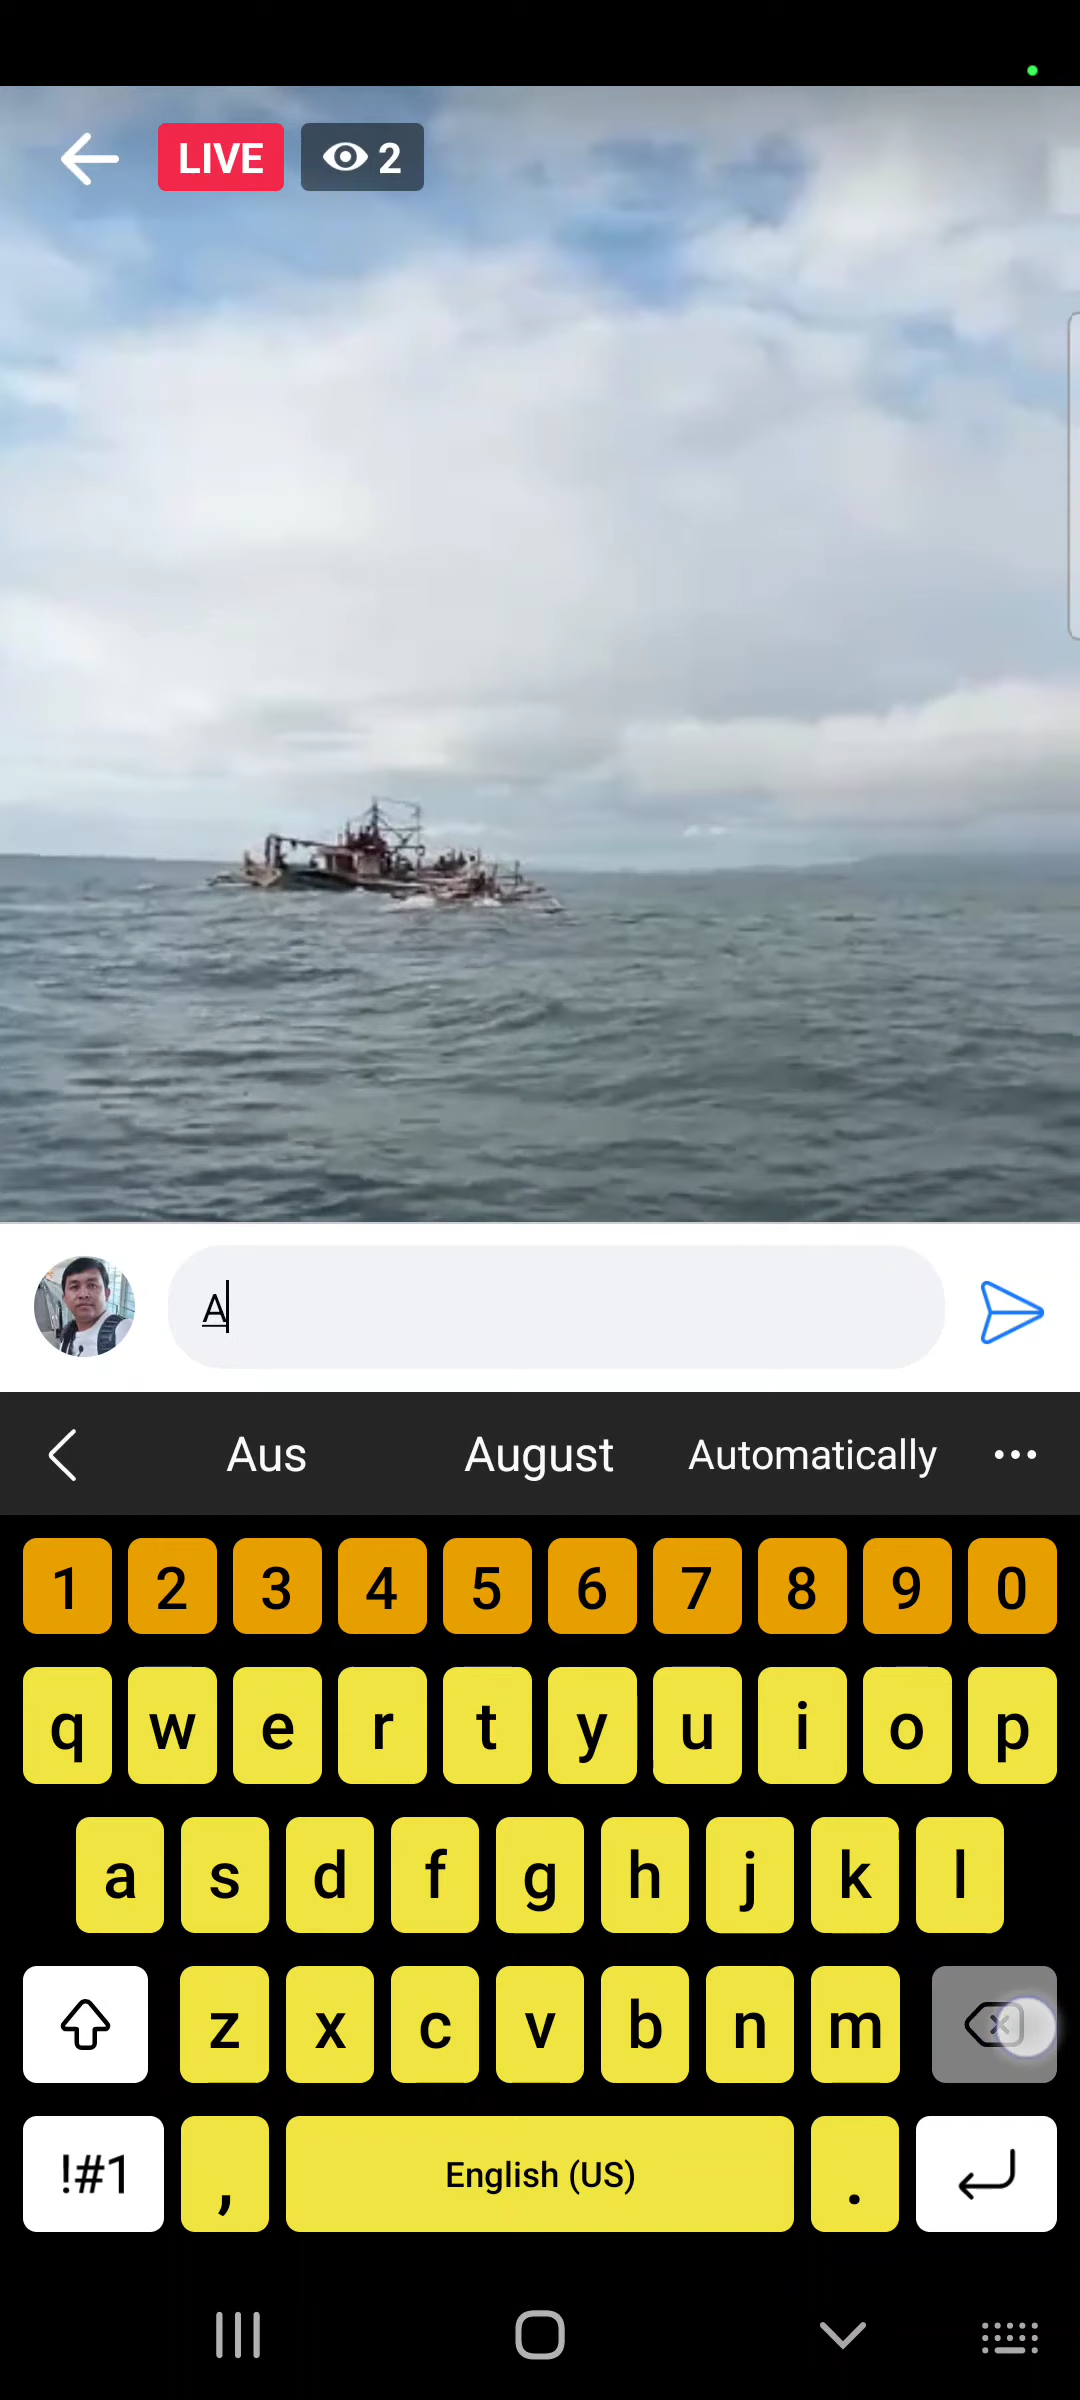 LIVE 2
A
Aus August Automatically ...
1 2 3 4 5 6 7 8 9 0
q w e r t y u i o p
a s d f g h j k l
z x c v b n m
!#1 , English (US) .